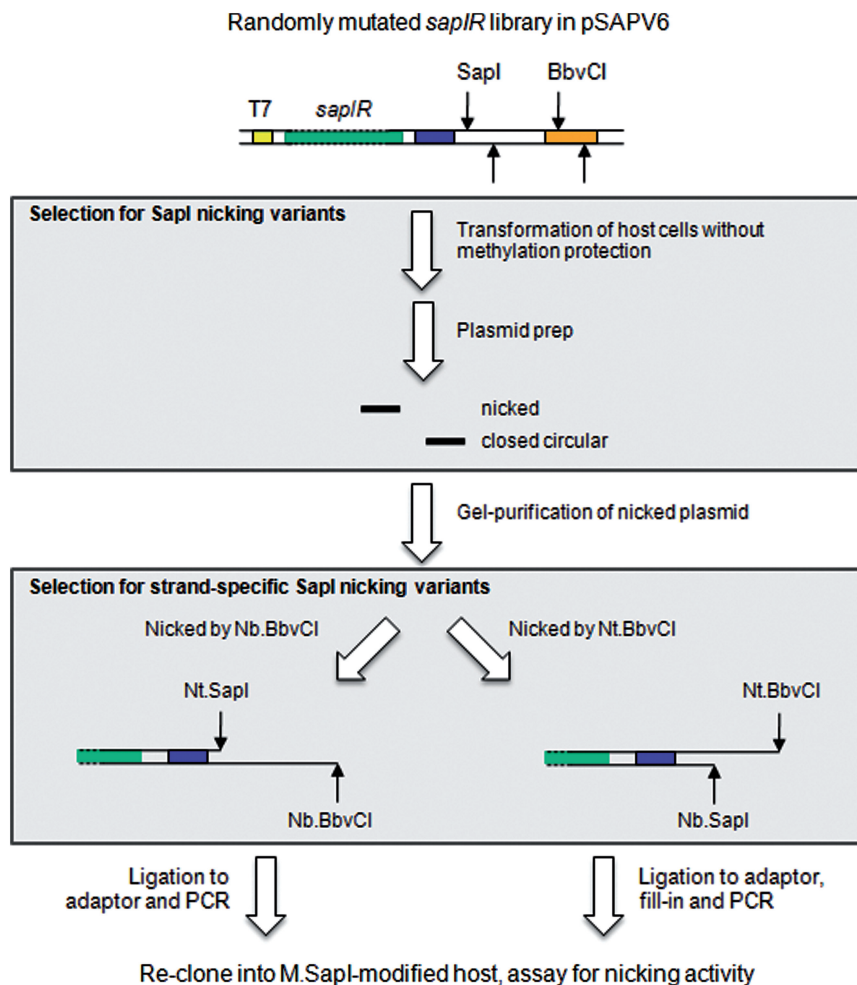 Randomly mutated sapIR library in pSAPV6
SapI
BbvCI
T7
sapIR
Selection for SapI nicking variants
Transformation of host cells without
methylation protection
Plasmid prep
nicked
closed circular
Gel-purification of nicked plasmid
Selection for strand-specific SapI nicking variants
Nicked by Nb.BbvCI
Nicked by Nt.BbvCI
Nt.SapI
Nt.BbvCI
Nb.BbvCI
Nb.SapI
Ligation to
adaptor and PCR
Ligation to adaptor,
fill-in and PCR
Re-clone into M.SapI-modified host, assay for nicking activity